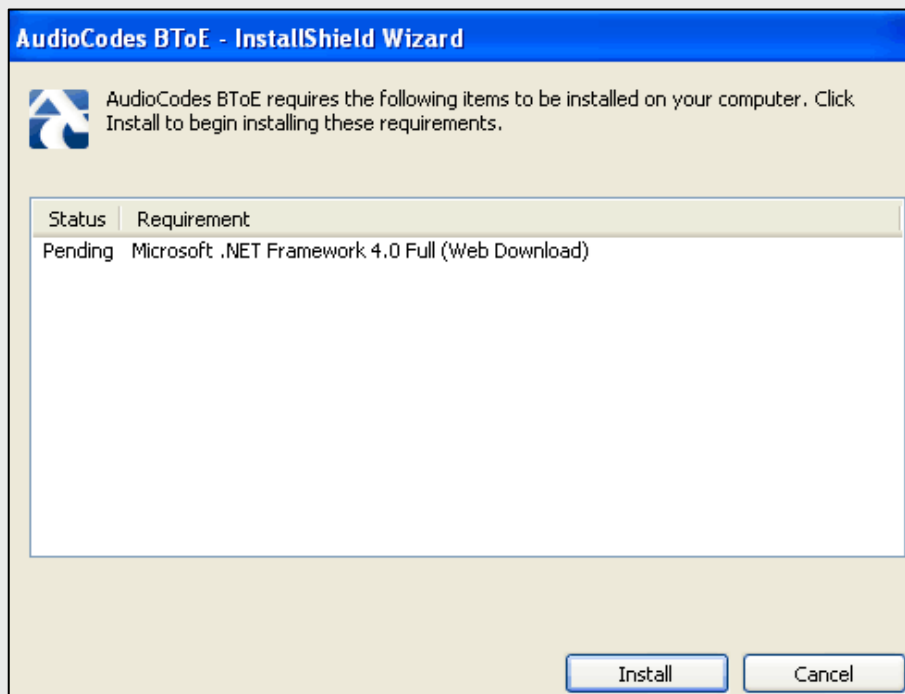 AudioCodes BToE - InstallShield Wizard
AudioCodes BToE requires the following items to be installed on your computer. Click
Install to begin installing these requirements.
Status Requirement
Pending Microsoft .NET Framework 4.0 Full (Web Download)
Install Cancel